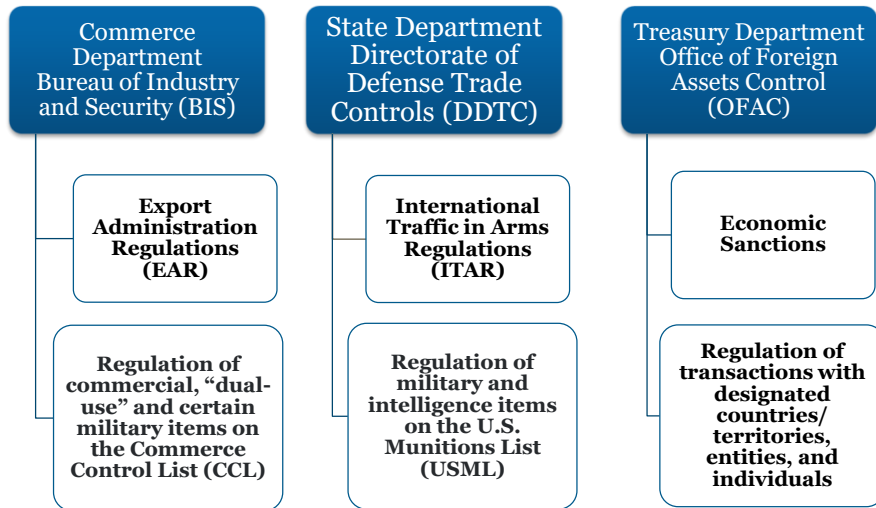 Commerce
Department
Bureau of Industry
and Security (BIS)
Export
Administration
Regulations
(EAR)
Regulation of
commercial, “dual-
use” and certain
military items on
the Commerce
Control List (CCL)
State Department
Directorate of
Defense Trade
Controls (DDTC)
International
Traffic in Arms
Regulations
(ITAR)
Regulation of
military and
intelligence items
on the U.S.
Munitions List
(USML)
Treasury Department
Office of Foreign
Assets Control
(OFAC)
Economic
Sanctions
Regulation of
transactions with
designated
countries/
territories,
entities, and
individuals